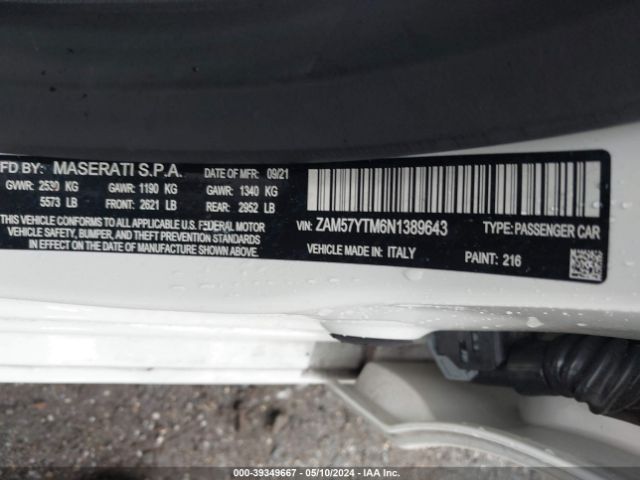 MFD BY: MASERATI S.P.A. DATE OF MFR 09/21
GVWR: 2530 KG GAWR: 1190 KG GAWR: 1340 KG
5573 LB FRONT: 2621 LB REAR: 2952 LB
THIS VEHICLE CONFORMS TO ALL APPLICABLE U.S. FEDERAL MOTOR
VEHICLE SAFETY, BUMPER, AND THEFT PREVENTION STANDARDS
IN EFFECT ON THE DATE OF MANUFACTURE SHOWN ABOVE.
VIN: ZAM57YTM6N1389643 TYPE: PASSENGER CAR
VEHICLE MADE IN: ITALY PAINT: 216
000-39349667 - 05/10/2024 - IAA Inc.